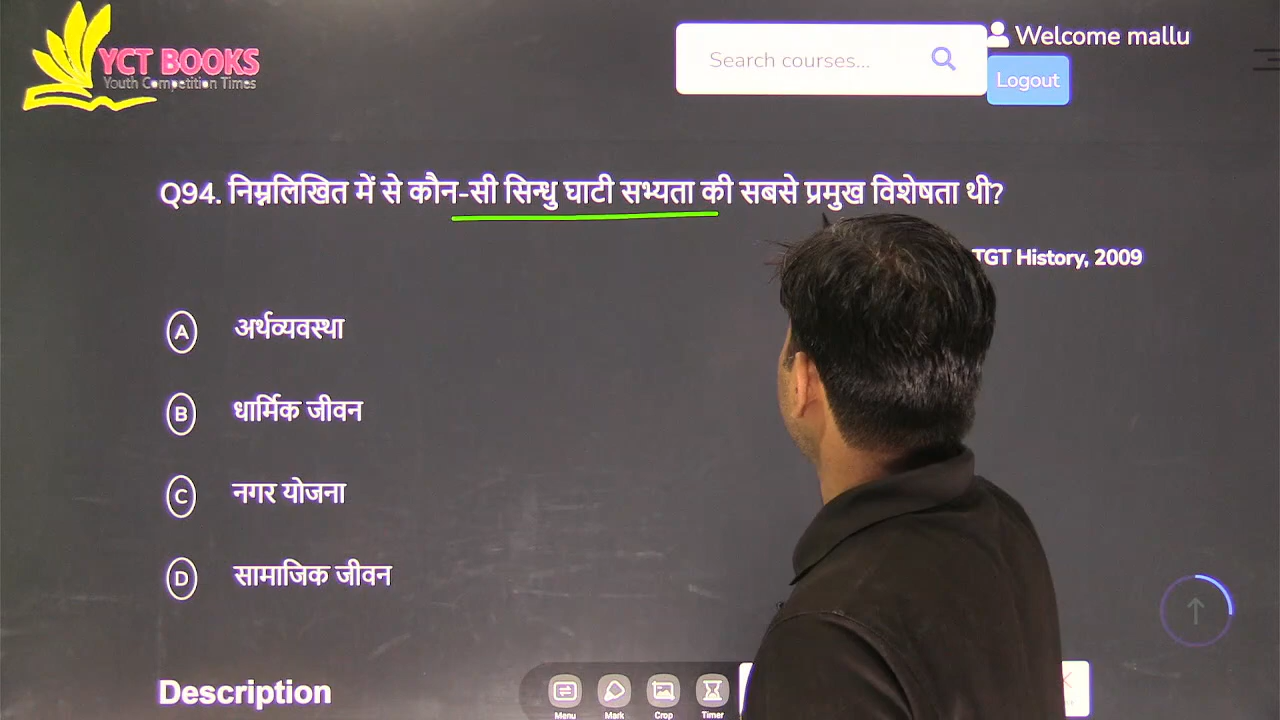 YCT BOOKS
Youth Competition Times
Search courses...
Welcome mallu
Logout
Q94. निम्नलिखित में से कौन-सी सिन्धु घाटी सभ्यता की सबसे प्रमुख विशेषता थी?
TGT History, 2009
A अर्थव्यवस्था
B धार्मिक जीवन
C नगर योजना
D सामाजिक जीवन
Description
Menu Mark Crop Timer